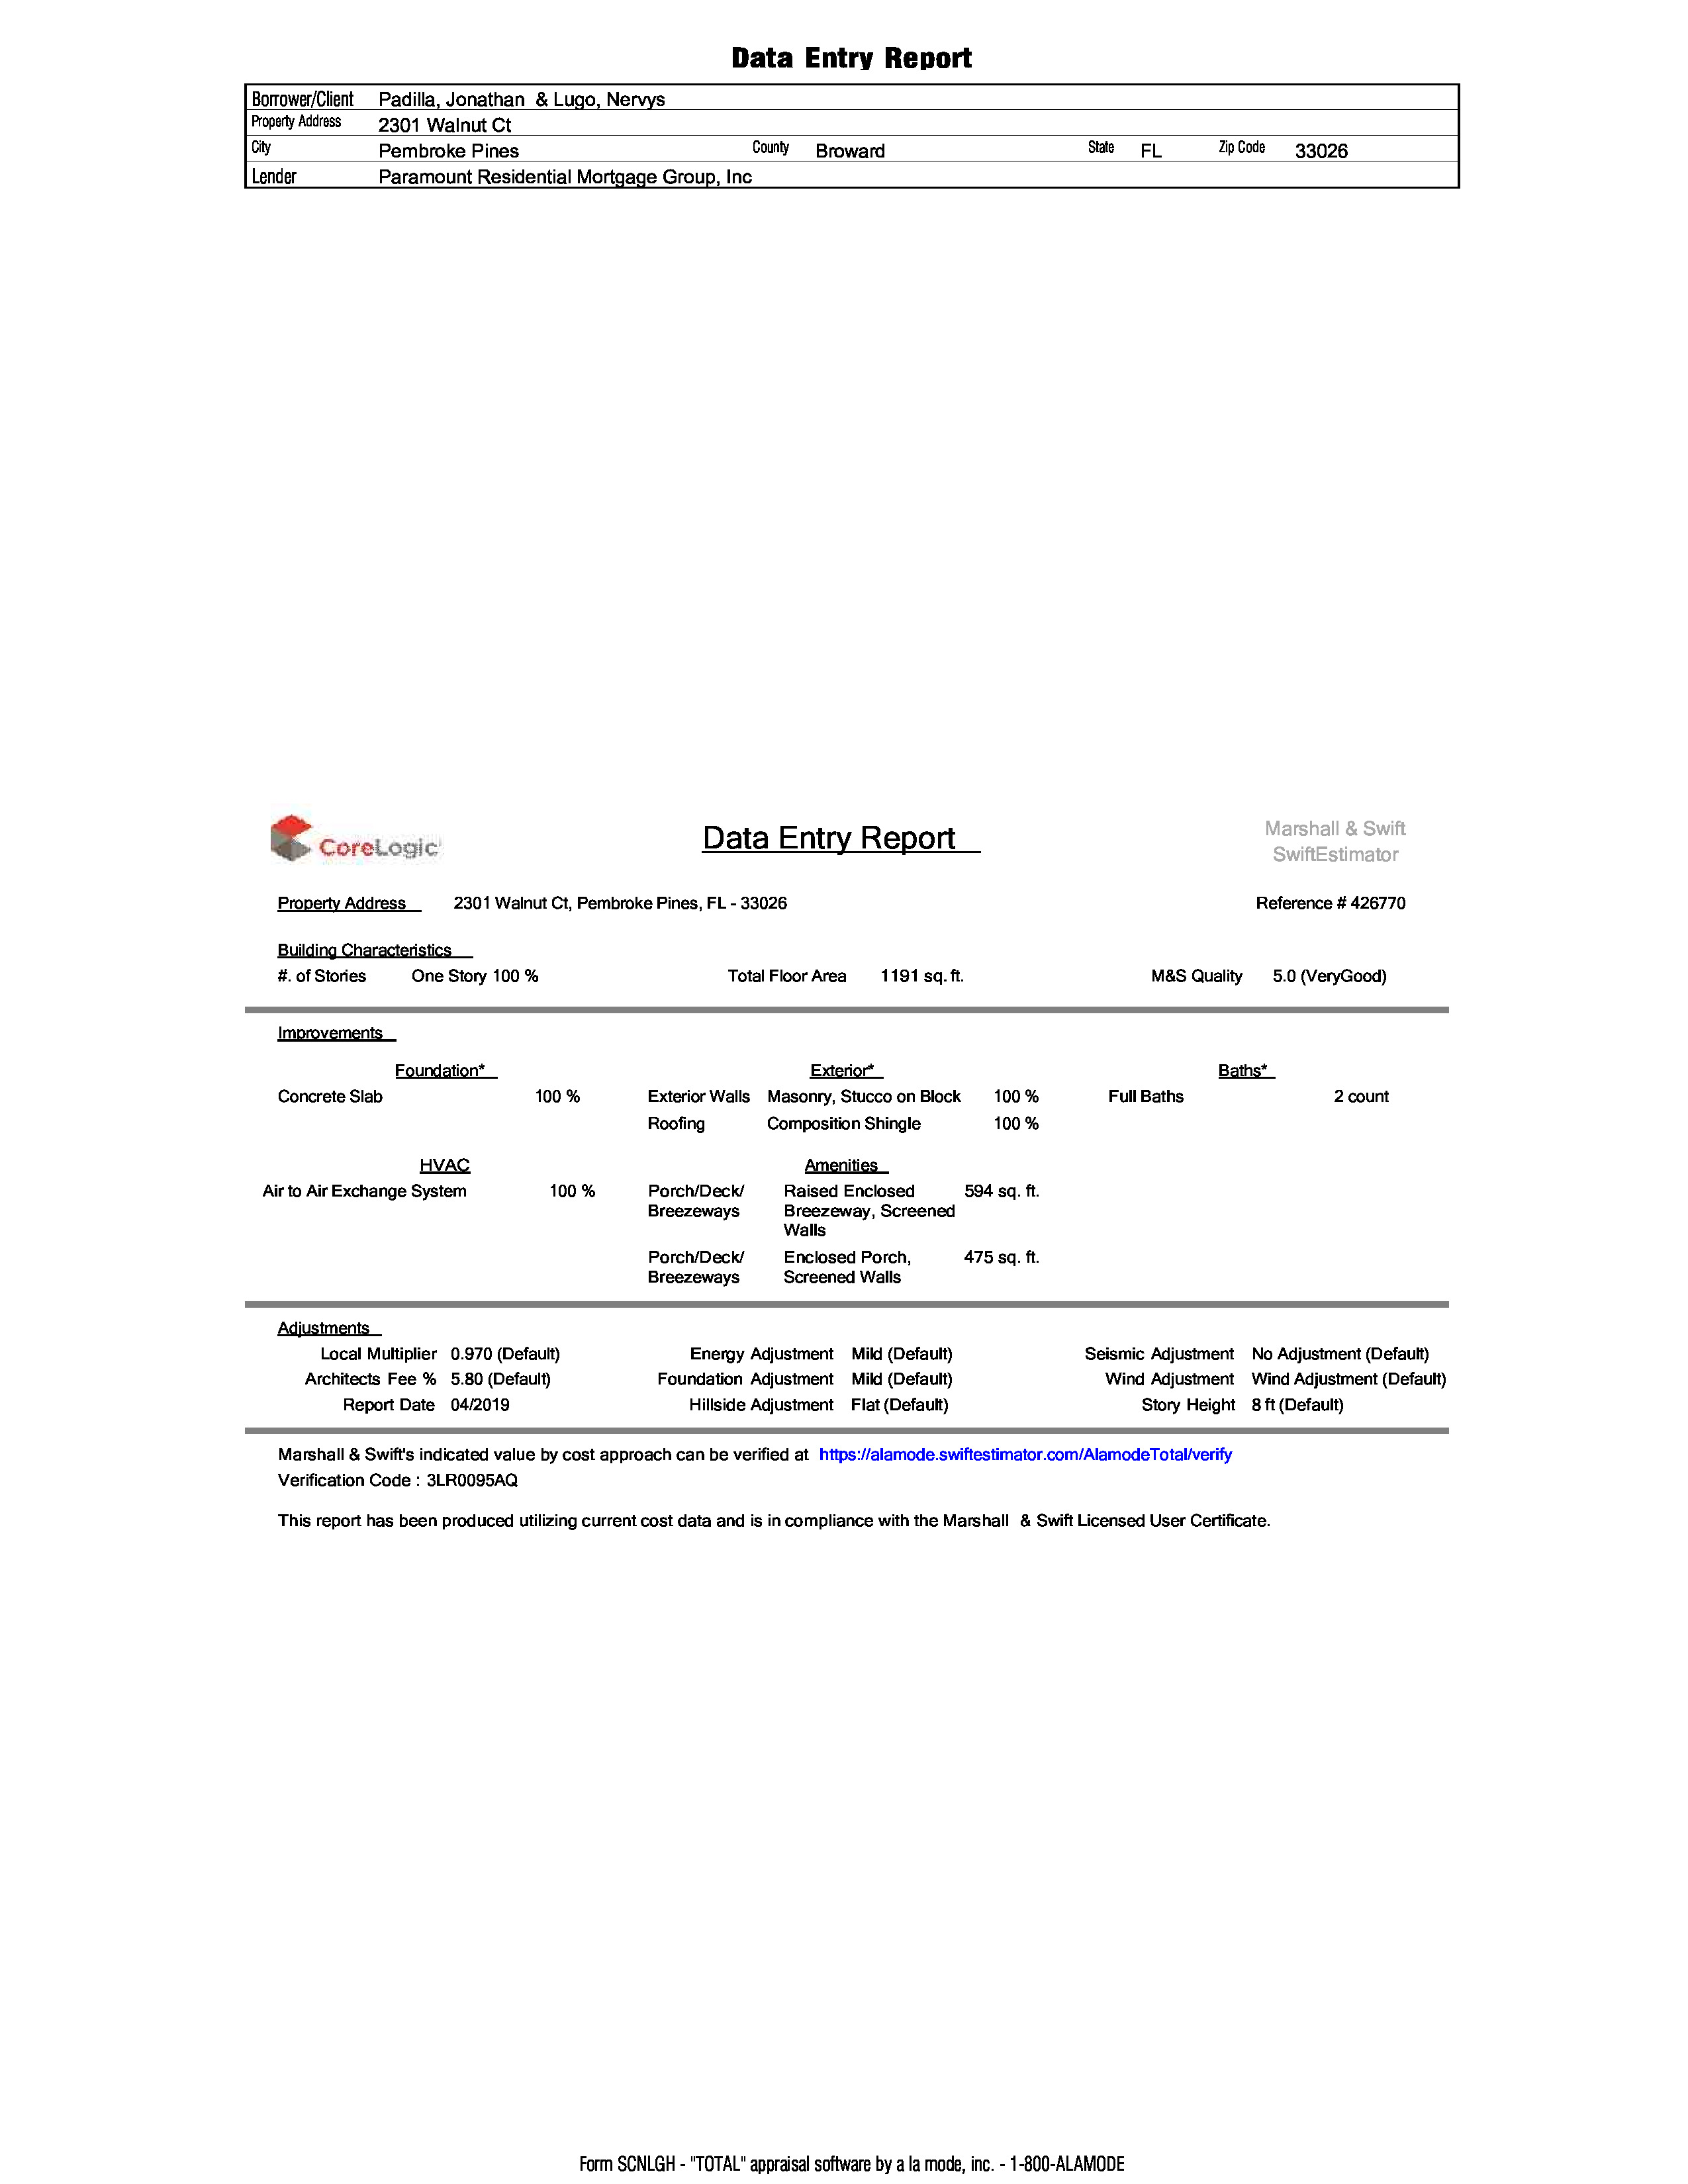 Data Entry Report
Borrower/Client Padilla, Jonathan & Lugo, Nervys
Property Address 2301 Walnut Ct
City Pembroke Pines County Broward State FL Zip Code 33026
Lender Paramount Residential Mortgage Group, Inc
CoreLogic Data Entry Report Marshall & Swift
SwiftEstimator
Property Address 2301 Walnut Ct, Pembroke Pines, FL - 33026 Reference # 426770
Building Characteristics
#. of Stories One Story 100 % Total Floor Area 1191 sq. ft. M&S Quality 5.0 (VeryGood)
Improvements
Foundation* Exterior* Baths*
Concrete Slab 100 % Exterior Walls Masonry, Stucco on Block 100 % Full Baths 2 count
Roofing Composition Shingle 100 %
HVAC Amenities
Air to Air Exchange System 100 % Porch/Deck/ Raised Enclosed 594 sq. ft.
Breezeways Breezeway, Screened
Walls
Porch/Deck/ Enclosed Porch, 475 sq. ft.
Breezeways Screened Walls
Adjustments
Local Multiplier 0.970 (Default) Energy Adjustment Mild (Default) Seismic Adjustment No Adjustment (Default)
Architects Fee % 5.80 (Default) Foundation Adjustment Mild (Default) Wind Adjustment Wind Adjustment (Default)
Report Date 04/2019 Hillside Adjustment Flat (Default) Story Height 8 ft (Default)
Marshall & Swift's indicated value by cost approach can be verified at https://alamode.swiftestimator.com/AlamodeTotal/verify
Verification Code : 3LR0095AQ
This report has been produced utilizing current cost data and is in compliance with the Marshall & Swift Licensed User Certificate.
Form SCNLGH - "TOTAL" appraisal software by a la mode, inc. - 1-800-ALAMODE